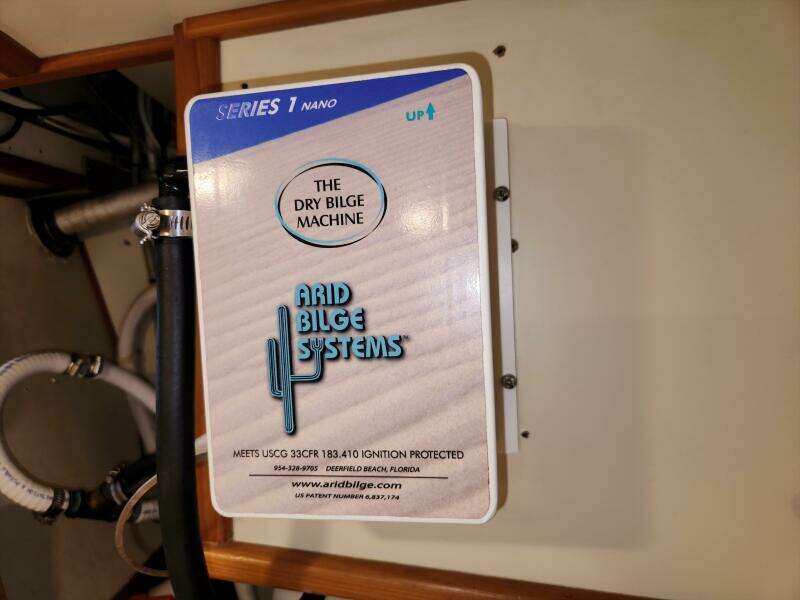 SERIES 1 NANO
UP
THE
DRY BILGE
MACHINE
ARID
BILGE
SYSTEMS™
MEETS USCG 33CFR 183.410 IGNITION PROTECTED
954-328-9705 DEERFIELD BEACH, FLORIDA
www.aridbilge.com
US PATENT NUMBER 6,837,174